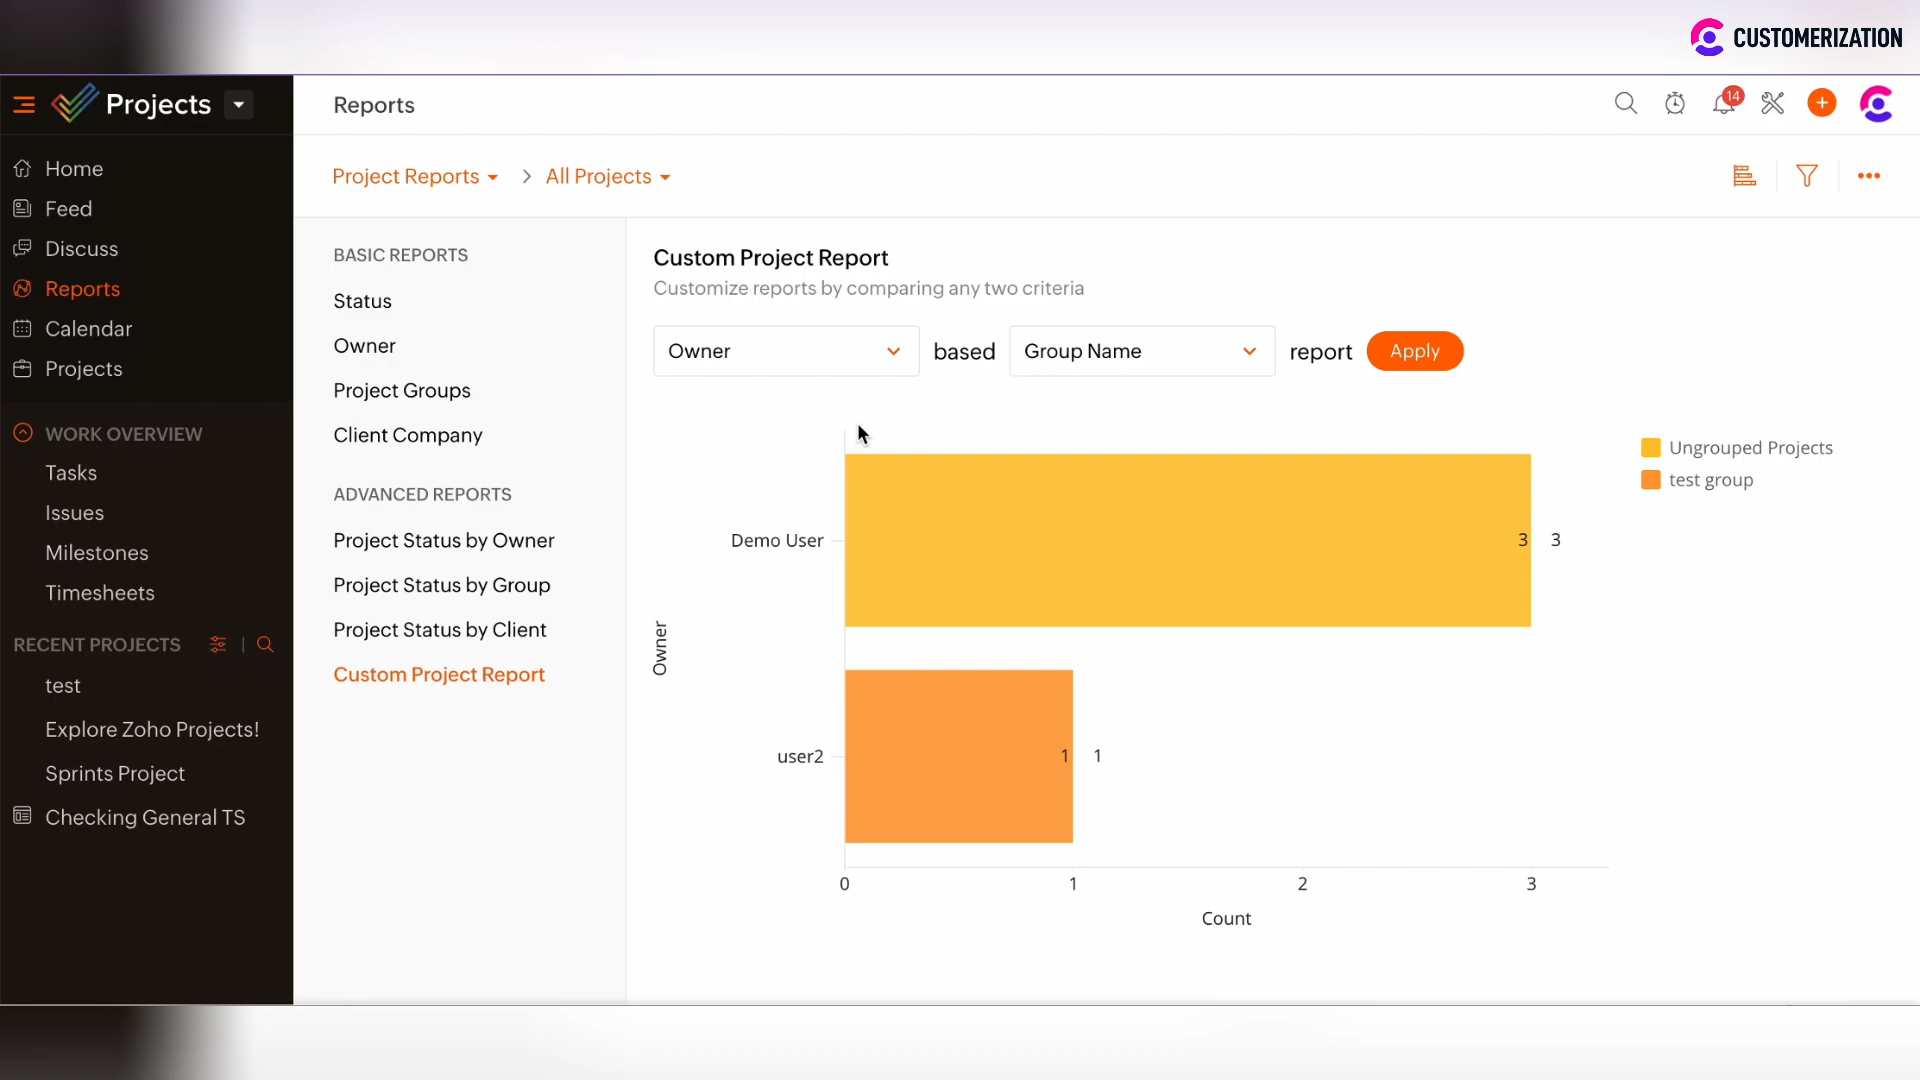 CUSTOMERIZATION
Projects
Reports
14
Home
Feed
Discuss
Reports
Calendar
Projects
WORK OVERVIEW
Tasks
Issues
Milestones
Timesheets
RECENT PROJECTS
test
Explore Zoho Projects!
Sprints Project
Checking General TS
Project Reports > All Projects
BASIC REPORTS
Status
Owner
Project Groups
Client Company
ADVANCED REPORTS
Project Status by Owner
Project Status by Group
Project Status by Client
Custom Project Report
Custom Project Report
Customize reports by comparing any two criteria
Owner based Group Name report Apply
Ungrouped Projects
test group
Demo User 3 3
Owner
user2 1 1
0 1 2 3
Count